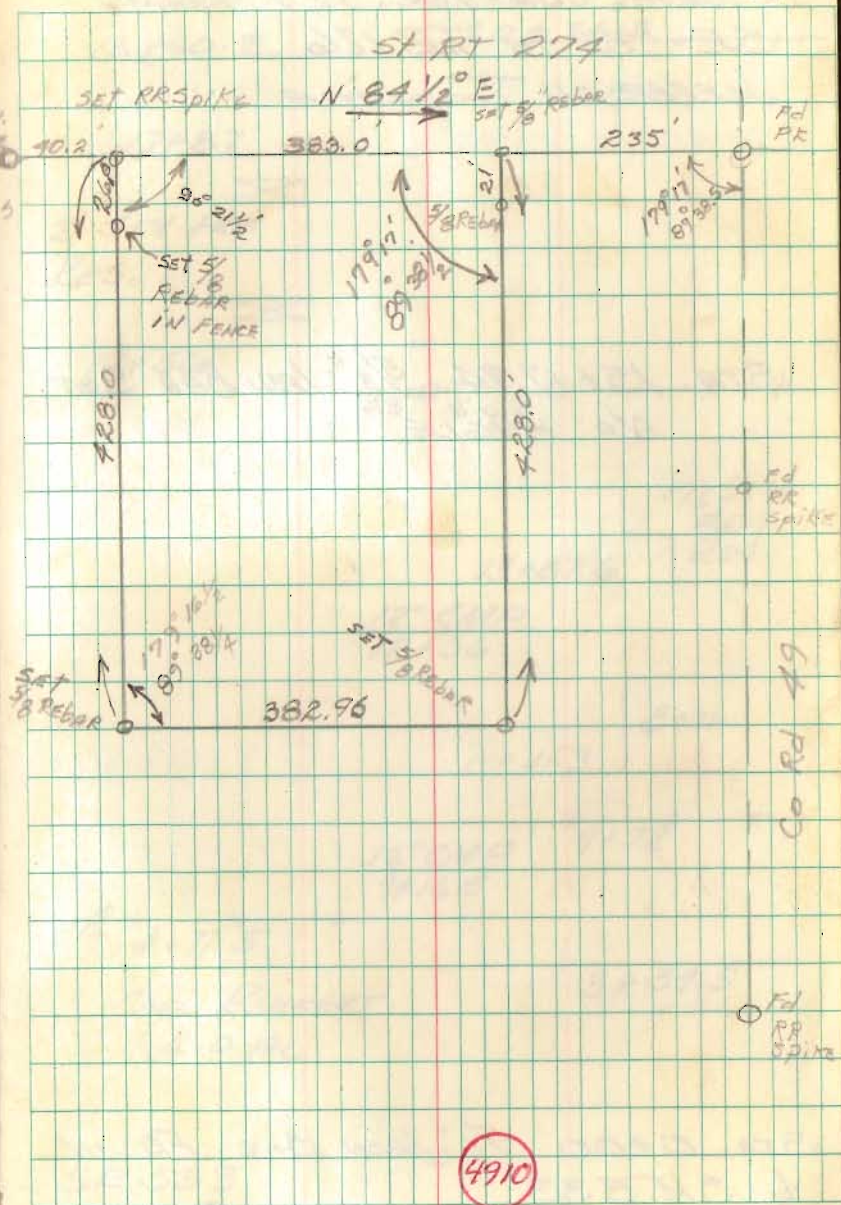 St RT 274
N 84 1/2° E
SET RRSpike
SET 5/8" REBAR
Fd
PK
40.2'
383.0'
235'
26.0
90° 21 1/2'
21'
5/8 REBAR
179° 17'
89° 38 1/2
179° 17'
89° 38.5'
SET 5/8
REBAR
IN FENCE
428.0
428.0'
Fd
RR
Spike
179° 16 1/2
89° 38 1/4
SET 5/8 REBAR
SET
5/8 REBAR
382.96
Co Rd 49
Fd
RR
Spike
4910